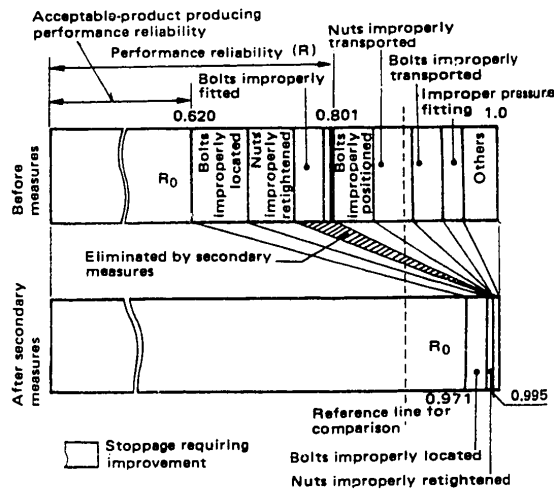 Acceptable-product producing
performance reliability
Performance reliability (R)
Nuts improperly
transported
Bolts improperly
fitted
Bolts improperly
transported
Improper pressure
fitting
0.620
0.801
1.0
Before
measures
R0
Bolts
improperly
located
Nuts
improperly
retightened
Bolts
improperly
positioned
Others
Eliminated by secondary
measures
After secondary
measures
R0
0.971
0.995
Reference line for
comparison
Bolts improperly located
Nuts improperly retightened
Stoppage requiring
improvement